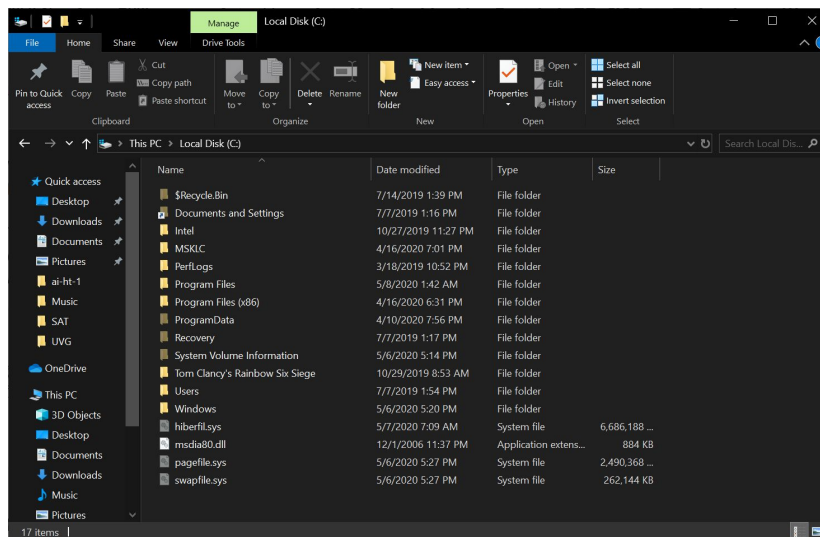 Manage
Local Disk (C:)
File Home Share View Drive Tools
Pin to Quick access
Copy
Paste
Cut
Copy path
Paste shortcut
Clipboard
Move to
Copy to
Delete
Rename
Organize
New folder
New item
Easy access
New
Properties
Open
Edit
History
Open
Select all
Select none
Invert selection
Select
This PC > Local Disk (C:)
Search Local Dis...
Quick access
Desktop
Downloads
Documents
Pictures
ai-ht-1
Music
SAT
UVG
OneDrive
This PC
3D Objects
Desktop
Documents
Downloads
Music
Pictures
Name Date modified Type Size
$Recycle.Bin 7/14/2019 1:39 PM File folder
Documents and Settings 7/7/2019 1:16 PM File folder
Intel 10/27/2019 11:27 PM File folder
MSKLC 4/16/2020 7:01 PM File folder
PerfLogs 3/18/2019 10:52 PM File folder
Program Files 5/8/2020 1:42 AM File folder
Program Files (x86) 4/16/2020 6:31 PM File folder
ProgramData 4/10/2020 7:56 PM File folder
Recovery 7/7/2019 1:17 PM File folder
System Volume Information 5/6/2020 5:14 PM File folder
Tom Clancy's Rainbow Six Siege 10/29/2019 8:53 AM File folder
Users 7/7/2019 1:54 PM File folder
Windows 5/6/2020 5:20 PM File folder
hiberfil.sys 5/7/2020 7:09 AM System file 6,686,188 ...
msdia80.dll 12/1/2006 11:37 PM Application extens... 884 KB
pagefile.sys 5/6/2020 5:27 PM System file 2,490,368 ...
swapfile.sys 5/6/2020 5:27 PM System file 262,144 KB
17 items